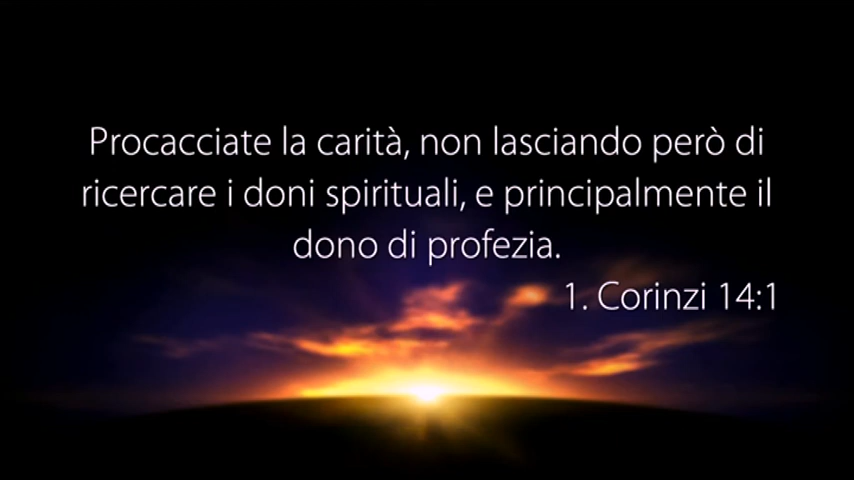 Procacciate la carità, non lasciando però di
ricercare i doni spirituali, e principalmente il
dono di profezia.
1. Corinzi 14:1